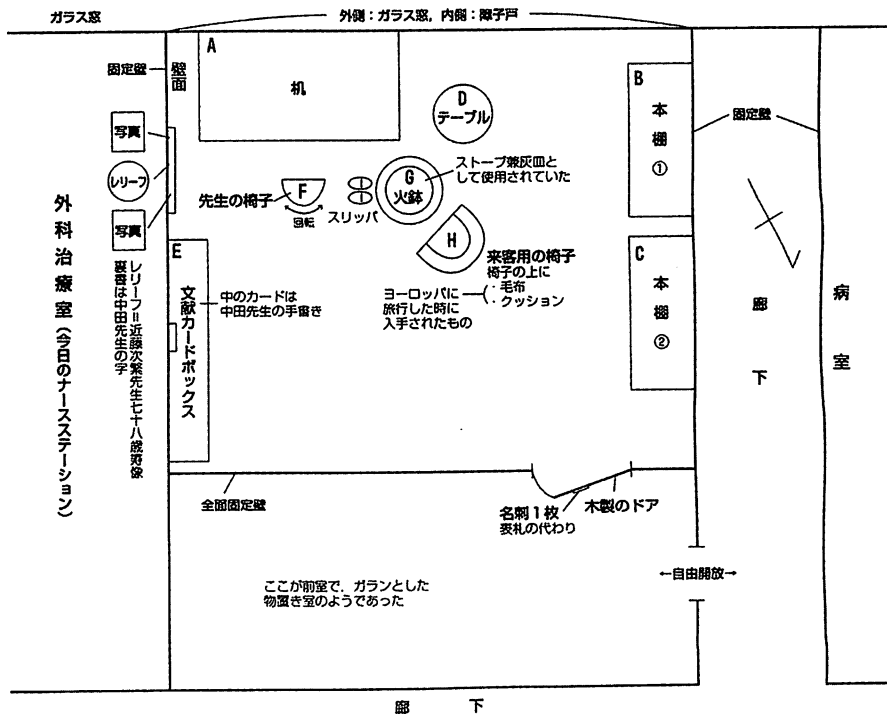 ガラス窓
外側:ガラス窓,内側:障子戸
固定壁
壁面
A
机
D
テーブル
B
本棚①
固定壁
写真
レリーフ
写真
先生の椅子
F
回転
スリッパ
G
火鉢
ストーブ兼灰皿と
して使用されていた
H
来客用の椅子
椅子の上に
・毛布
・クッション
ヨーロッパに
旅行した時に
入手されたもの
E
文献カードボックス
中のカードは
中田先生の手書き
C
本棚②
外科治療室(今日のナースステーション)
レリーフ=近藤次繁先生七十八歳寿像
裏書は中田先生の字
廊下
病室
全面固定壁
名刺1枚
表札の代わり
木製のドア
←自由開放→
ここが前室で,ガランとした
物置き室のようであった
廊下